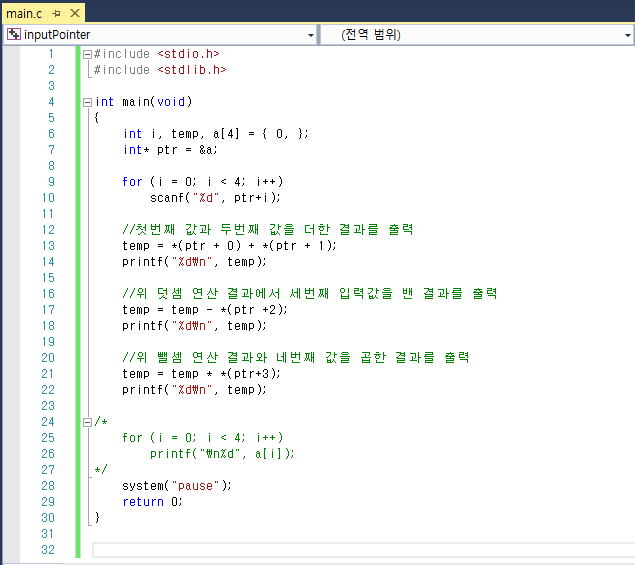 main.c
inputPointer (전역 범위)
1 #include <stdio.h>
2 #include <stdlib.h>
3
4 int main(void)
5 {
6 int i, temp, a[4] = { 0, };
7 int* ptr = &a;
8
9 for (i = 0; i < 4; i++)
10 scanf("%d", ptr+i);
11
12 //첫번째 값과 두번째 값을 더한 결과를 출력
13 temp = *(ptr + 0) + *(ptr + 1);
14 printf("%d₩n", temp);
15
16 //위 덧셈 연산 결과에서 세번째 입력값을 뺀 결과를 출력
17 temp = temp - *(ptr +2);
18 printf("%d₩n", temp);
19
20 //위 뺄셈 연산 결과와 네번째 값을 곱한 결과를 출력
21 temp = temp * *(ptr+3);
22 printf("%d₩n", temp);
23
24 /*
25 for (i = 0; i < 4; i++)
26 printf("₩n%d", a[i]);
27 */
28 system("pause");
29 return 0;
30 }
31
32